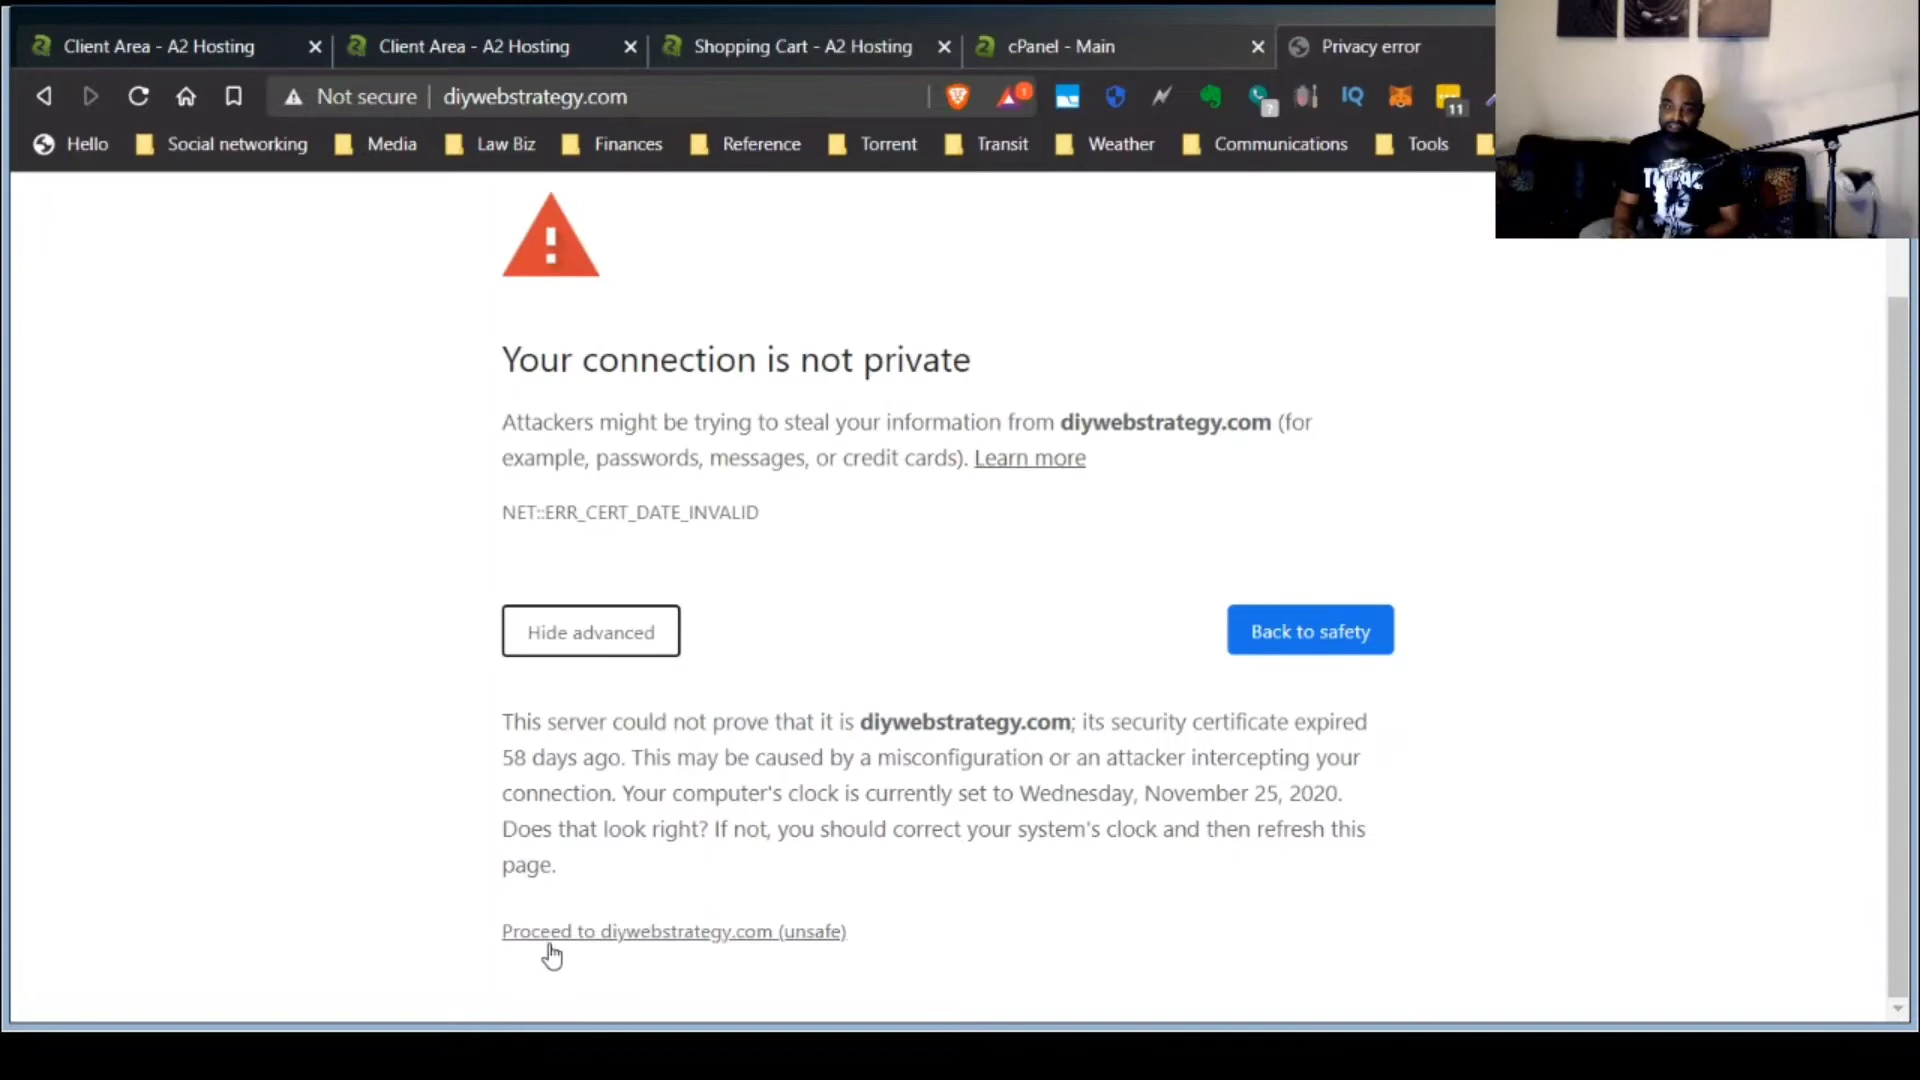 Client Area - A2 Hosting
Client Area - A2 Hosting
Shopping Cart - A2 Hosting
cPanel - Main
Privacy error
Not secure
diywebstrategy.com
1
?
IQ
11
Hello
Social networking
Media
Law Biz
Finances
Reference
Torrent
Transit
Weather
Communications
Tools
Your connection is not private
Attackers might be trying to steal your information from diywebstrategy.com (for
example, passwords, messages, or credit cards). Learn more
NET::ERR_CERT_DATE_INVALID
Hide advanced
Back to safety
This server could not prove that it is diywebstrategy.com; its security certificate expired
58 days ago. This may be caused by a misconfiguration or an attacker intercepting your
connection. Your computer's clock is currently set to Wednesday, November 25, 2020.
Does that look right? If not, you should correct your system's clock and then refresh this
page.
Proceed to diywebstrategy.com (unsafe)